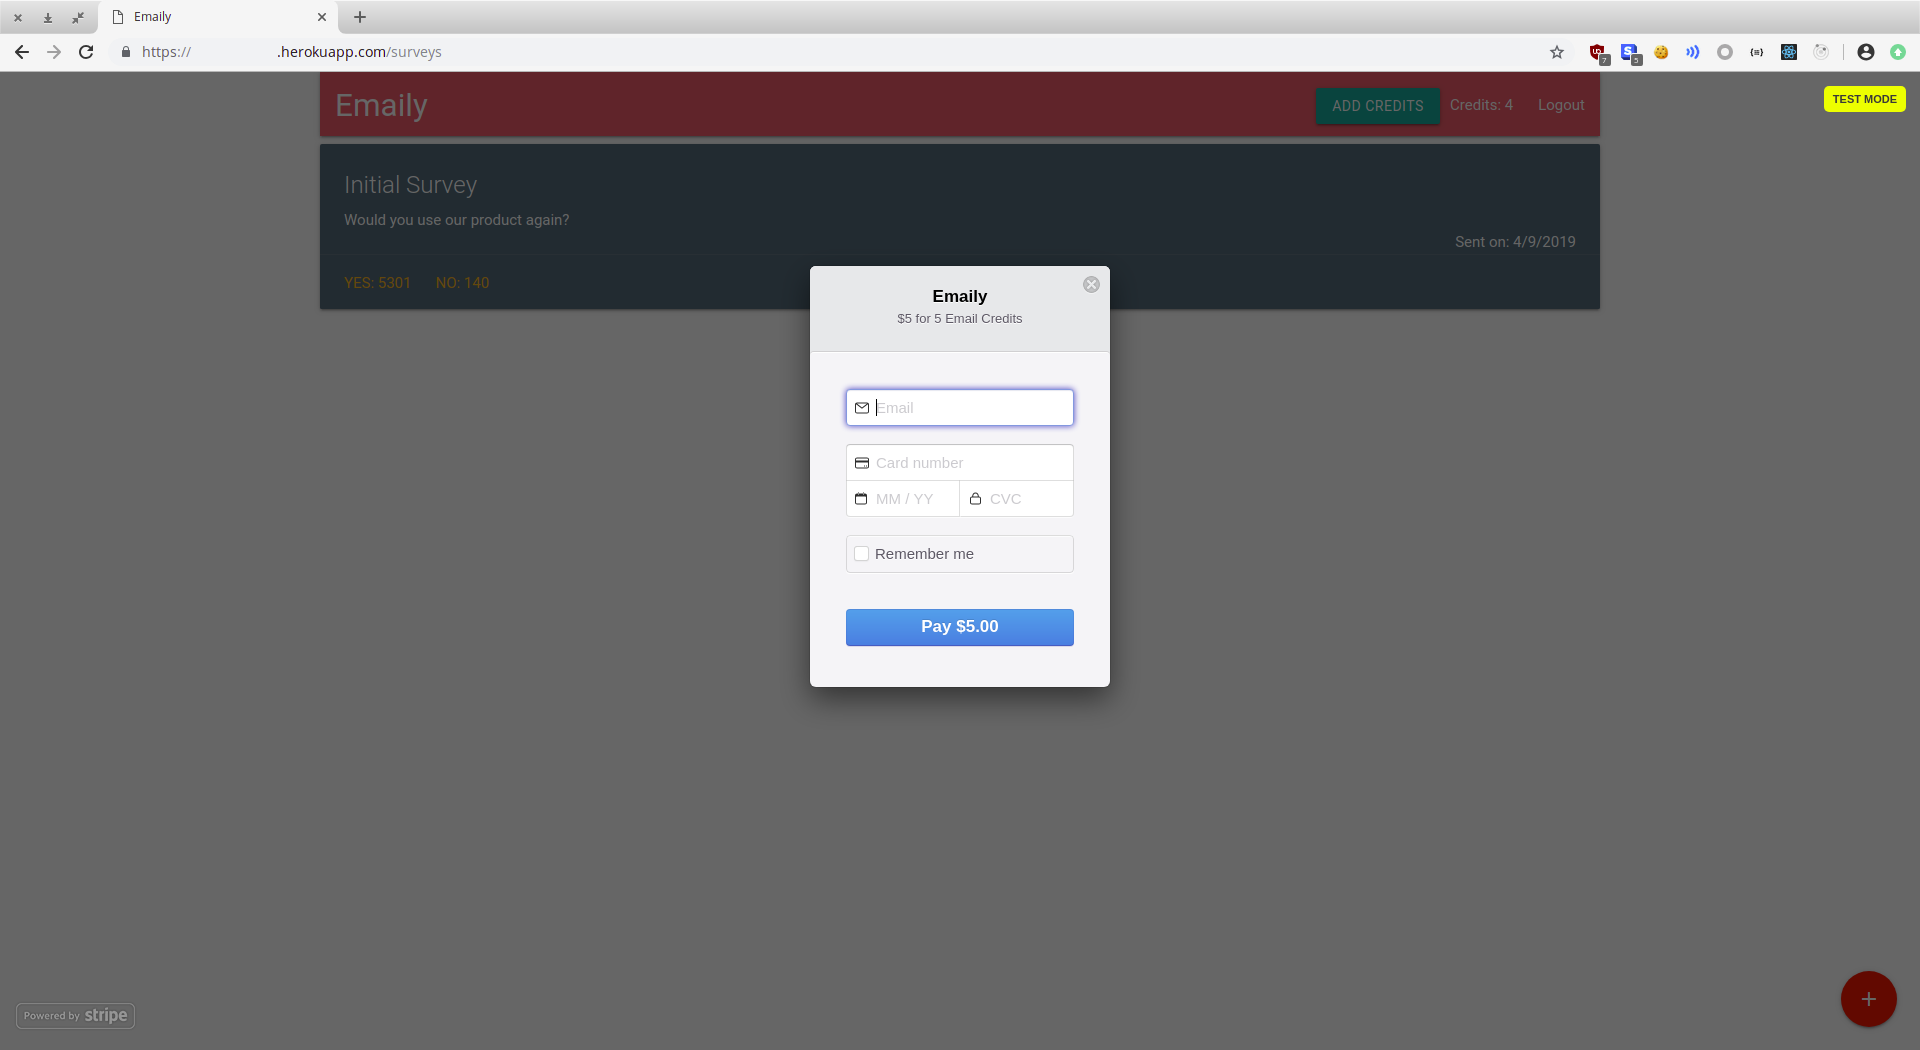 Emaily
https:// .herokuapp.com/surveys
7
5
Emaily
ADD CREDITS
Credits: 4
Logout
TEST MODE
Initial Survey
Would you use our product again?
Sent on: 4/9/2019
YES: 5301 NO: 140
Emaily
$5 for 5 Email Credits
Email
Card number
MM / YY
CVC
Remember me
Pay $5.00
Powered by stripe